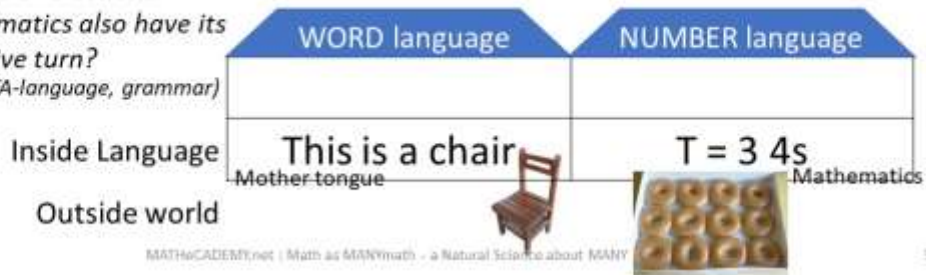 matics also have its
ve turn?
A-language, grammar)
WORD language
NUMBER language
Inside Language
This is a chair
T = 3 4s
Mother tongue
Mathematics
Outside world
MATHeCADEMY.net : Math as MANYmath - a Natural Science about MANY